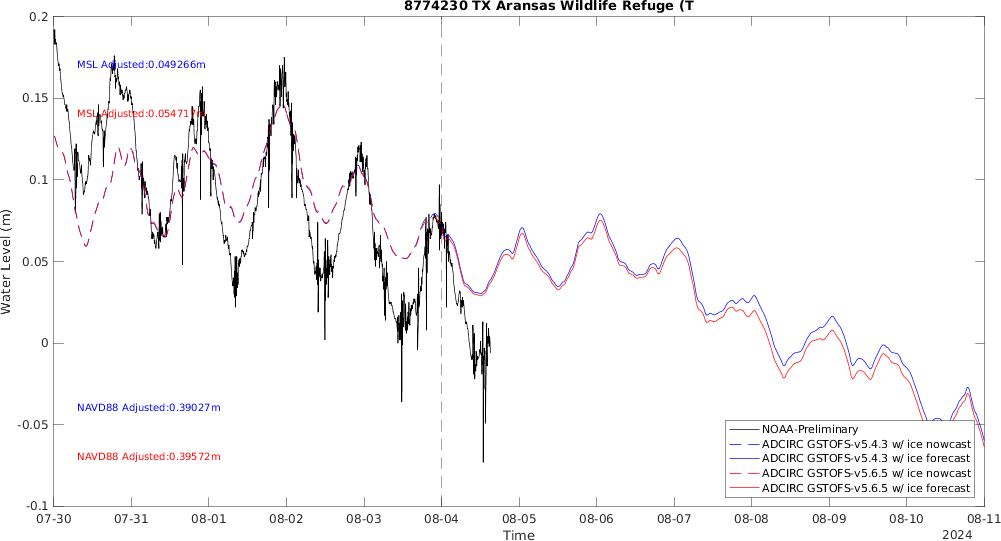 8774230 TX Aransas Wildlife Refuge (T
0.2
0.15
0.1
0.05
0
-0.05
-0.1
Water Level (m)
MSL Adjusted:0.049266m
MSL Adjusted:0.054717m
NAVD88 Adjusted:0.39027m
NAVD88 Adjusted:0.39572m
NOAA-Preliminary
ADCIRC GSTOFS-v5.4.3 w/ ice nowcast
ADCIRC GSTOFS-v5.4.3 w/ ice forecast
ADCIRC GSTOFS-v5.6.5 w/ ice nowcast
ADCIRC GSTOFS-v5.6.5 w/ ice forecast
07-30 07-31 08-01 08-02 08-03 08-04 08-05 08-06 08-07 08-08 08-09 08-10 08-11
Time
2024